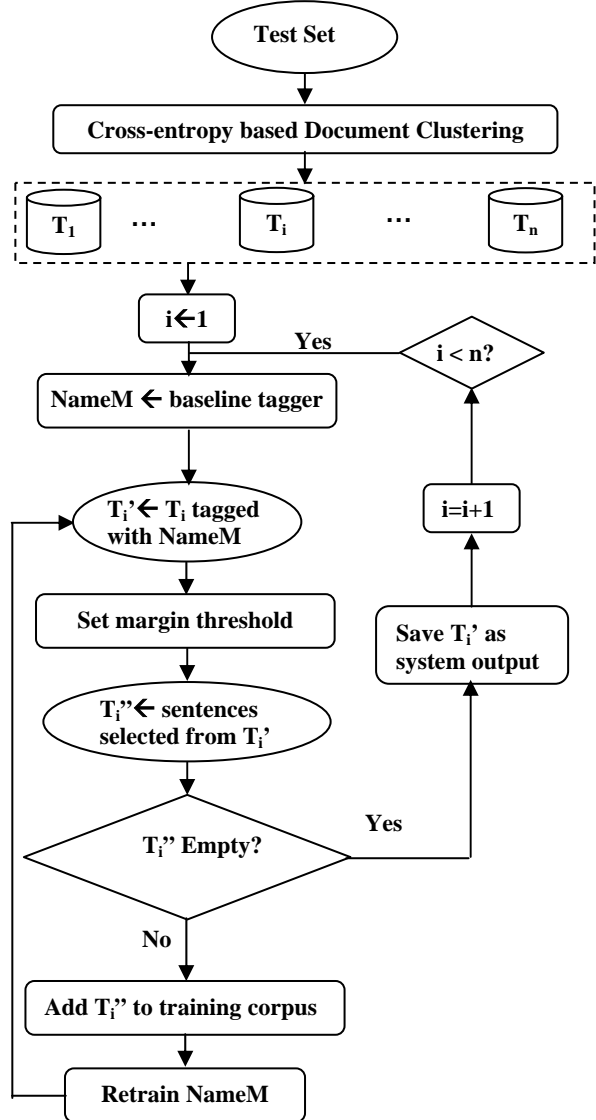 Test Set
Cross-entropy based Document Clustering
T₁ ... Tᵢ ... Tₙ
i←1
Yes
i < n?
NameM ← baseline tagger
Tᵢ’← Tᵢ tagged
with NameM
i=i+1
Set margin threshold
Save Tᵢ’ as
system output
Tᵢ”← sentences
selected from Tᵢ’
Tᵢ” Empty?
Yes
No
Add Tᵢ” to training corpus
Retrain NameM